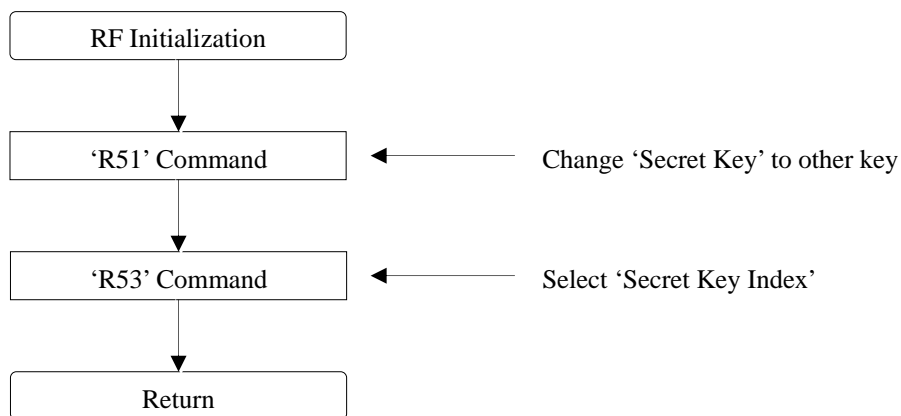 RF Initialization
‘R51’ Command
Change ‘Secret Key’ to other key
‘R53’ Command
Select ‘Secret Key Index’
Return